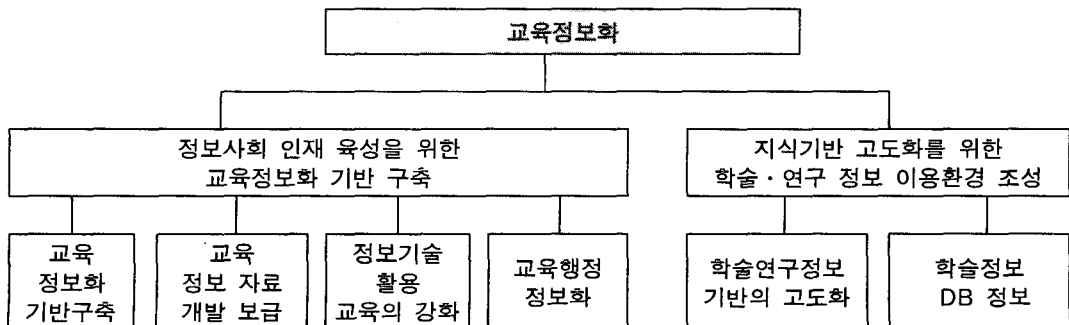 교육정보화
정보사회 인재 육성을 위한
교육정보화 기반 구축
지식기반 고도화를 위한
학술·연구 정보 이용환경 조성
교육
정보화
기반구축
교육
정보 자료
개발 보급
정보기술
활용
교육의 강화
교육행정
정보화
학술연구정보
기반의 고도화
학술정보
DB 정보